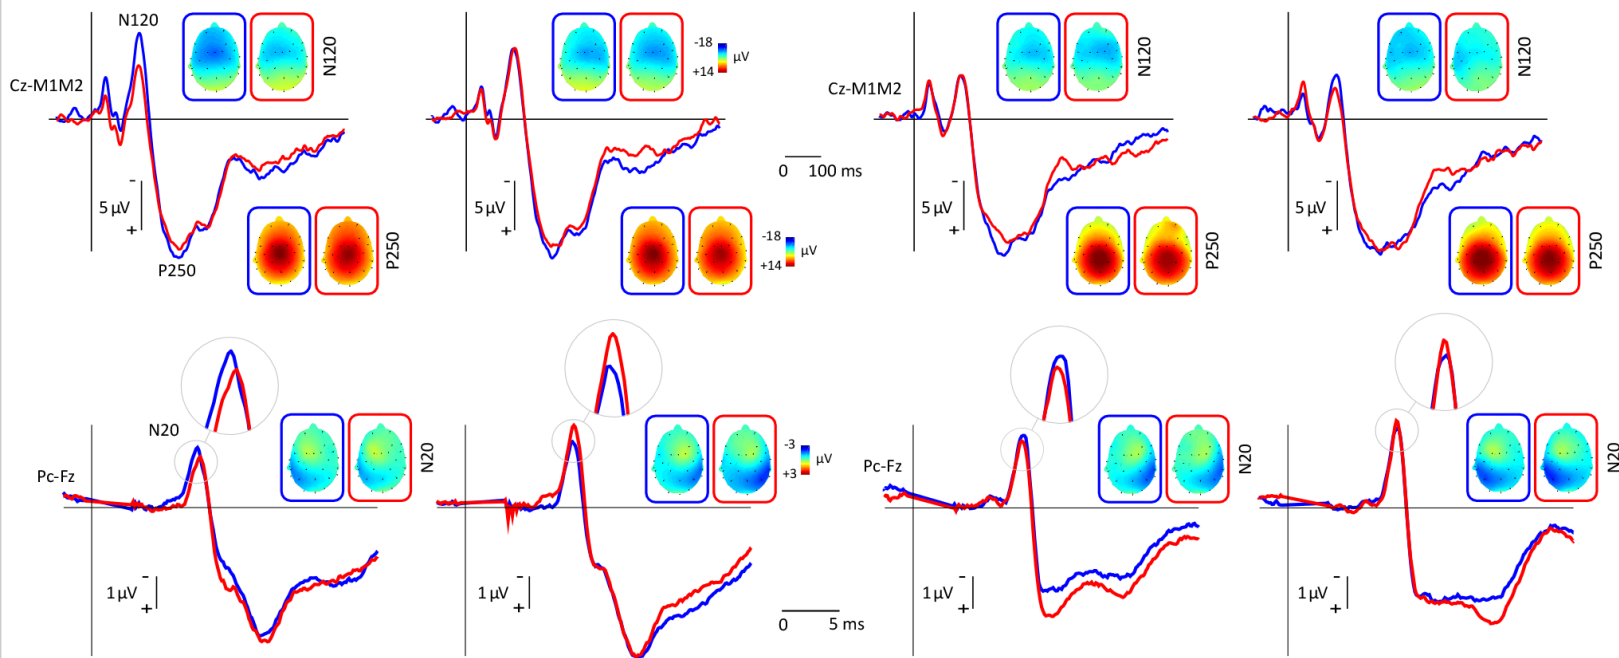 N120
N120
-18
+14
μV
N120
N120
Cz-M1M2
Cz-M1M2
0 100 ms
-
5 μV
+
-
5 μV
+
-
5 μV
+
-
5 μV
+
P250
P250
-18
+14
μV
P250
P250
P250
N20
N20
-3
+3
μV
N20
N20
N20
Pc-Fz
Pc-Fz
-
1 μV
+
-
1 μV
+
-
1 μV
+
-
1 μV
+
0 5 ms